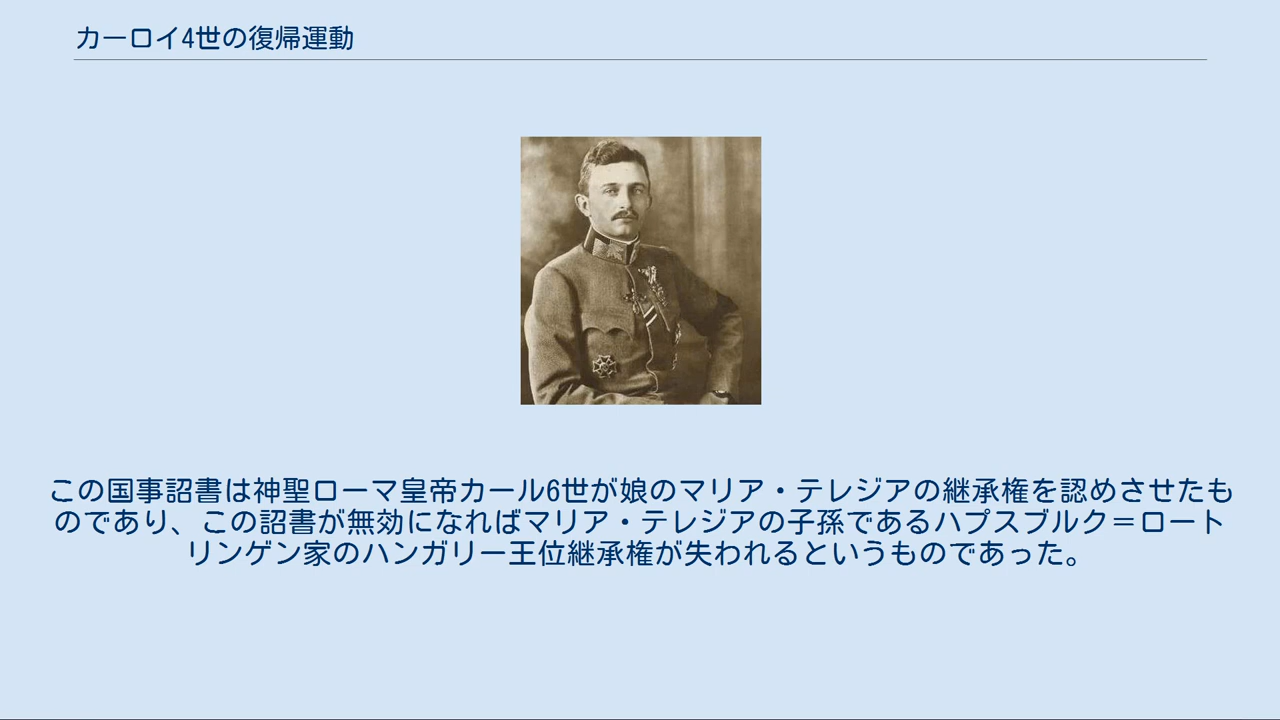 カーロイ4世の復帰運動
この国事詔書は神聖ローマ皇帝カール6世が娘のマリア・テレジアの継承権を認めさせたも
のであり、この詔書が無効になればマリア・テレジアの子孫であるハプスブルク＝ロート
リンゲン家のハンガリー王位継承権が失われるというものであった。